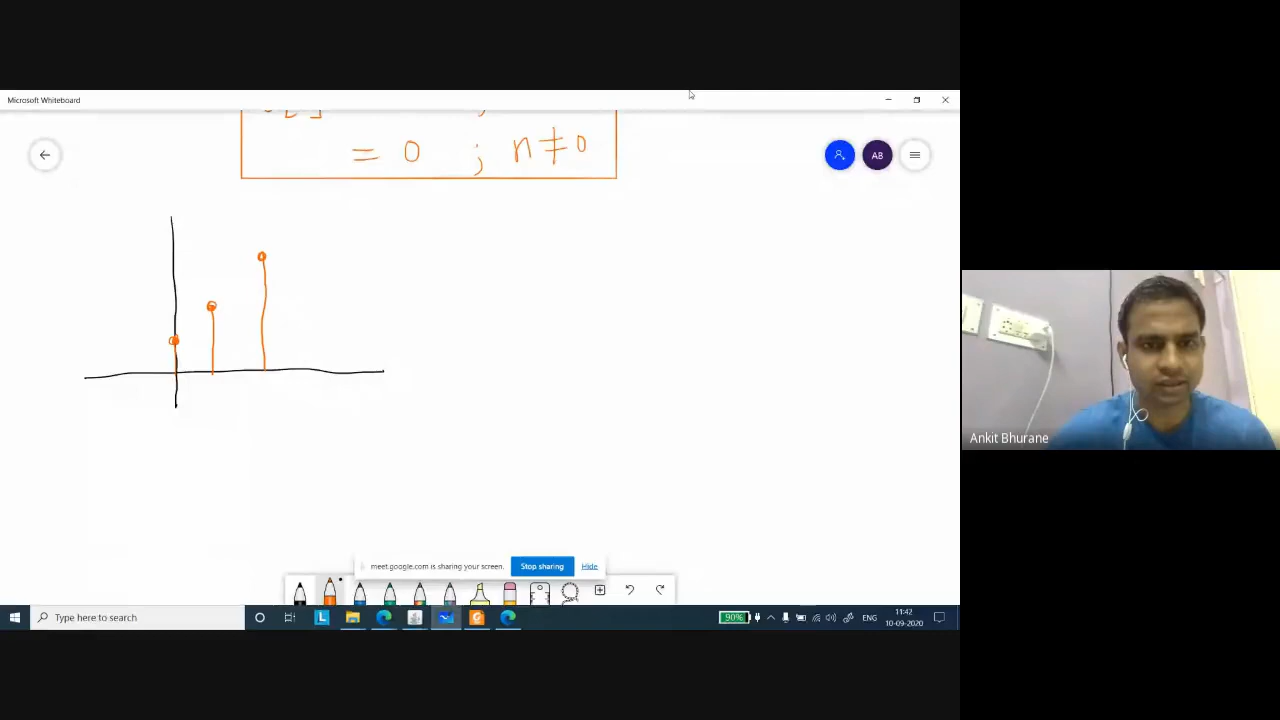 Microsoft Whiteboard
= 0 ; n ≠ 0
AB
Ankit Bhurane
meet.google.com is sharing your screen.
Stop sharing
Hide
Type here to search
L
90%
ENG
11:42
10-09-2020